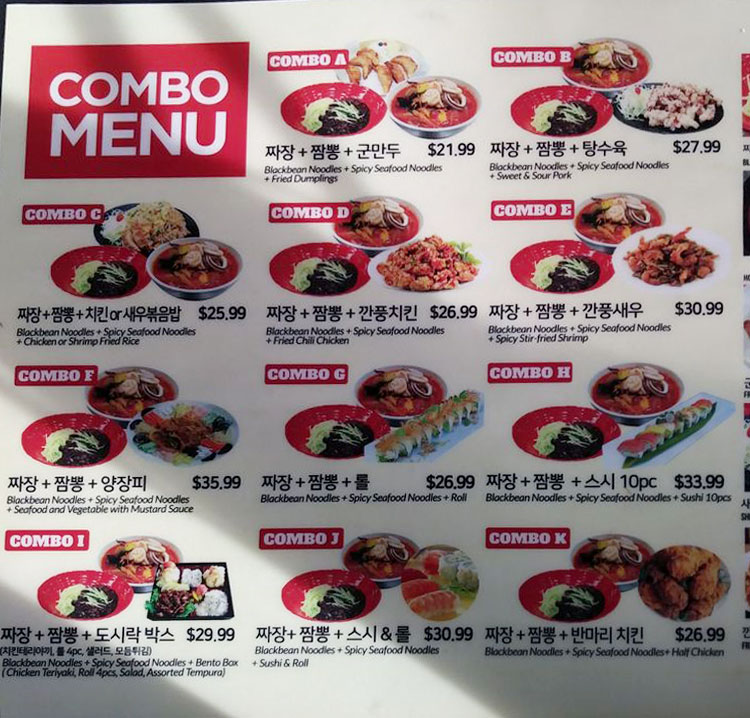 COMBO
MENU
COMBO A
짜장 + 짬뽕 + 군만두 $21.99
Blackbean Noodles + Spicy Seafood Noodles
+ Fried Dumplings
COMBO B
짜장 + 짬뽕 + 탕수육 $27.99
Blackbean Noodles + Spicy Seafood Noodles
+ Sweet & Sour Pork
COMBO C
짜장+짬뽕+치킨or새우볶음밥 $25.99
Blackbean Noodles + Spicy Seafood Noodles
+ Chicken or Shrimp Fried Rice
COMBO D
짜장 + 짬뽕 + 깐풍치킨 $26.99
Blackbean Noodles + Spicy Seafood Noodles
+ Fried Chili Chicken
COMBO E
짜장 + 짬뽕 + 깐풍새우 $30.99
Blackbean Noodles + Spicy Seafood Noodles
+ Spicy Stir-fried Shrimp
COMBO F
짜장 + 짬뽕 + 양장피 $35.99
Blackbean Noodles + Spicy Seafood Noodles
+ Seafood and Vegetable with Mustard Sauce
COMBO G
짜장 + 짬뽕 + 롤 $26.99
Blackbean Noodles + Spicy Seafood Noodles + Roll
COMBO H
짜장 + 짬뽕 + 스시 10pc $33.99
Blackbean Noodles + Spicy Seafood Noodles + Sushi 10pcs
COMBO I
짜장 + 짬뽕 + 도시락 박스 $29.99
(치킨테리야끼, 롤 4pc, 샐러드, 모듬튀김)
Blackbean Noodles + Spicy Seafood Noodles + Bento Box
( Chicken Teriyaki, Roll 4pcs, Salad, Assorted Tempura)
COMBO J
짜장+ 짬뽕 + 스시 & 롤 $30.99
Blackbean Noodles + Spicy Seafood Noodles
+ Sushi & Roll
COMBO K
짜장 + 짬뽕 + 반마리 치킨 $26.99
Blackbean Noodles + Spicy Seafood Noodles+ Half Chicken